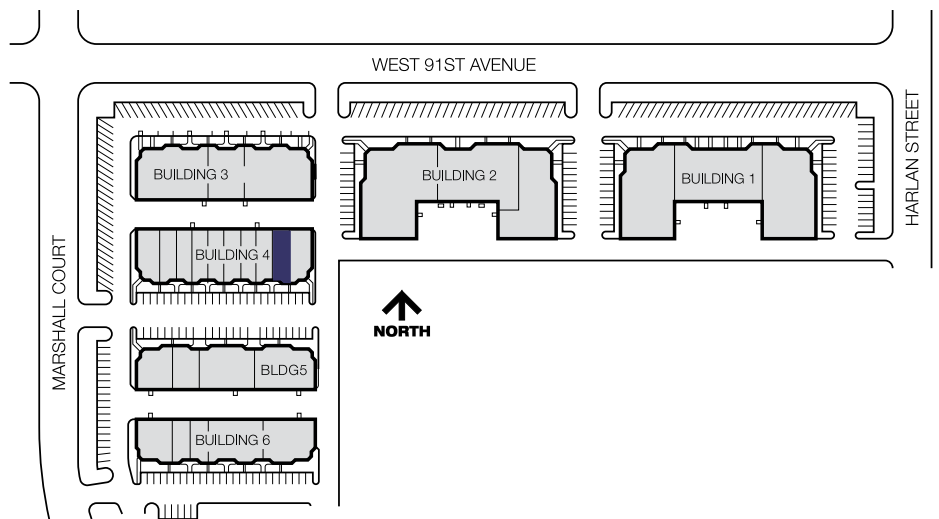 WEST 91ST AVENUE
HARLAN STREET
BUILDING 3
BUILDING 2
BUILDING 1
BUILDING 4
MARSHALL COURT
NORTH
BLDG5
BUILDING 6